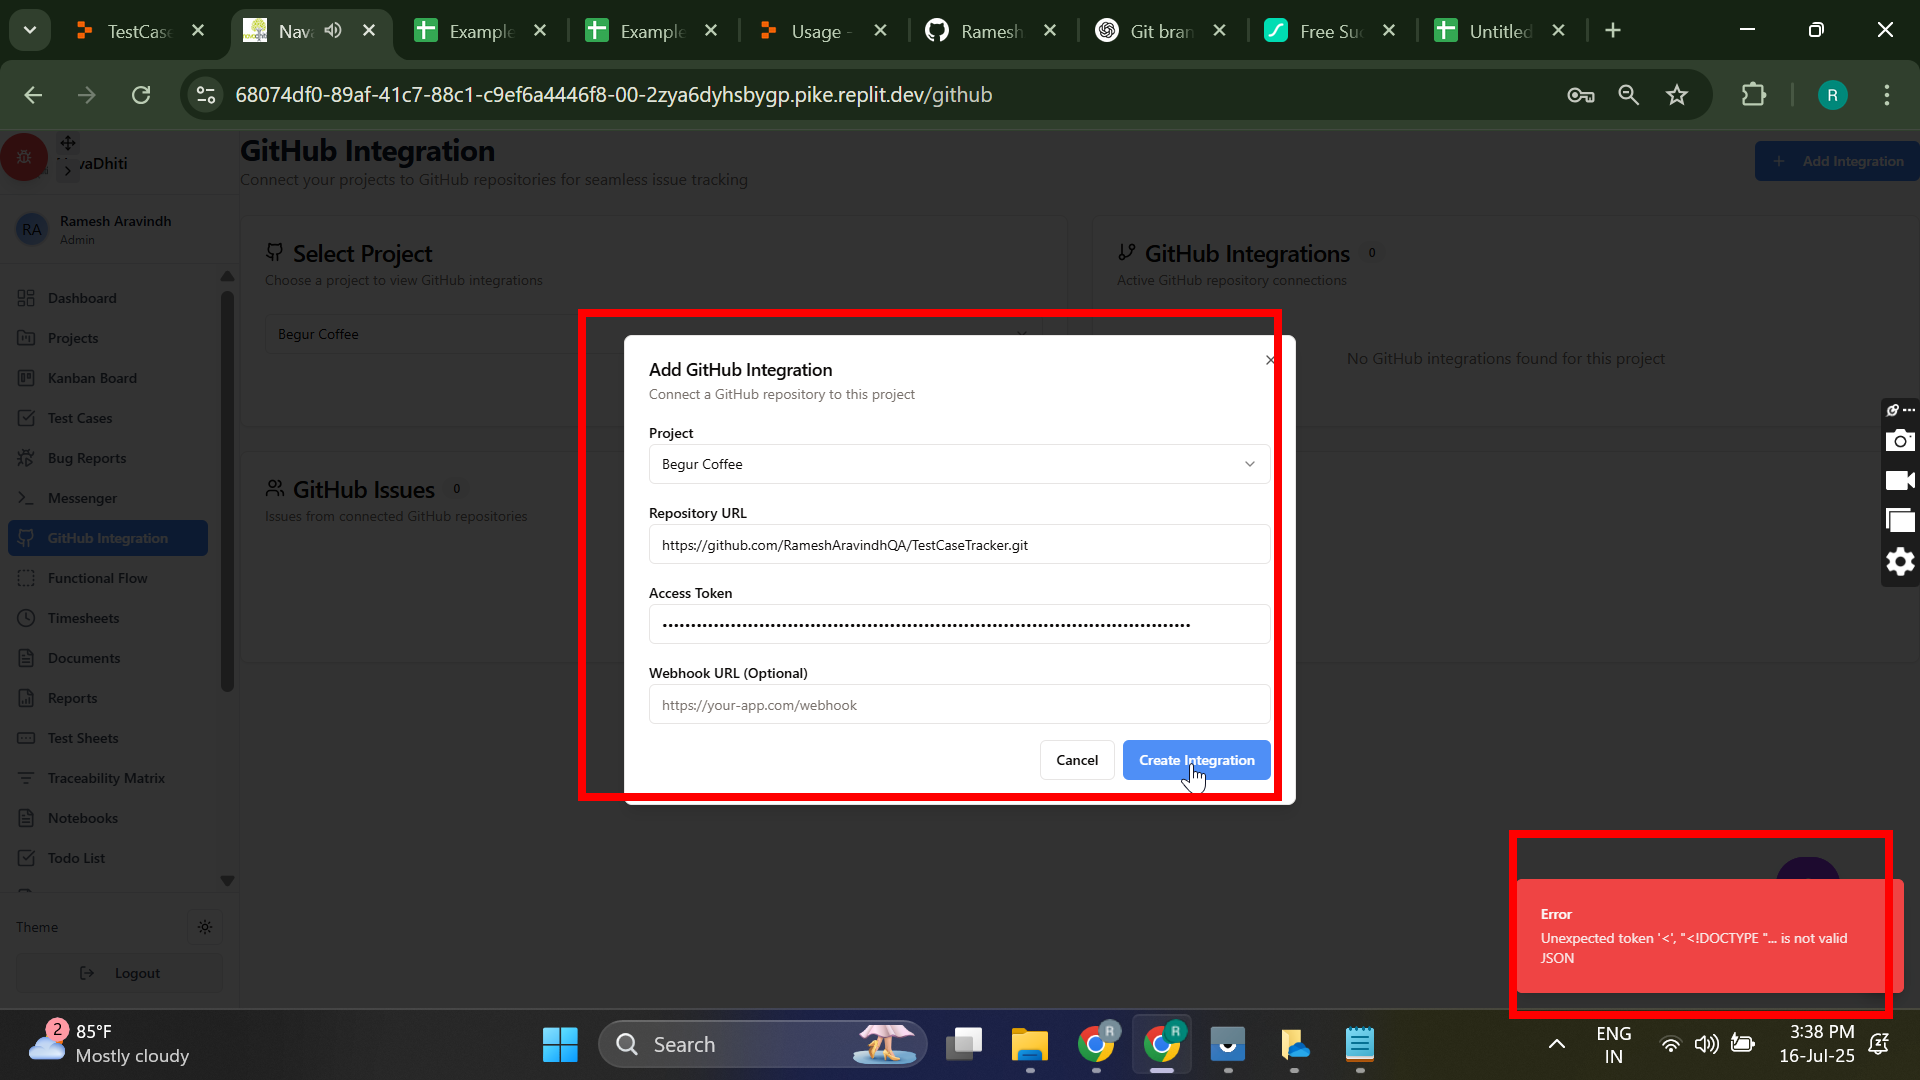 TestCase
Nav
Example
Example
Usage -
Ramesh
Git bran
Free Su
Untitled
68074df0-89af-41c7-88c1-c9ef6a4446f8-00-2zya6dyhsbygp.pike.replit.dev/github
R
vaDhiti
GitHub Integration
Connect your projects to GitHub repositories for seamless issue tracking
+ Add Integration
RA
Ramesh Aravindh
Admin
Dashboard
Projects
Kanban Board
Test Cases
Bug Reports
Messenger
GitHub Integration
Functional Flow
Timesheets
Documents
Reports
Test Sheets
Traceability Matrix
Notebooks
Todo List
Theme
Logout
Select Project
Choose a project to view GitHub integrations
Begur Coffee
GitHub Integrations 0
Active GitHub repository connections
No GitHub integrations found for this project
GitHub Issues 0
Issues from connected GitHub repositories
Add GitHub Integration
Connect a GitHub repository to this project
Project
Begur Coffee
Repository URL
https://github.com/RameshAravindhQA/TestCaseTracker.git
Access Token
Webhook URL (Optional)
https://your-app.com/webhook
Cancel
Create Integration
Error
Unexpected token '<', "<!DOCTYPE "... is not valid
JSON
2
85°F
Mostly cloudy
Search
R
R
ENG
IN
3:38 PM
16-Jul-25